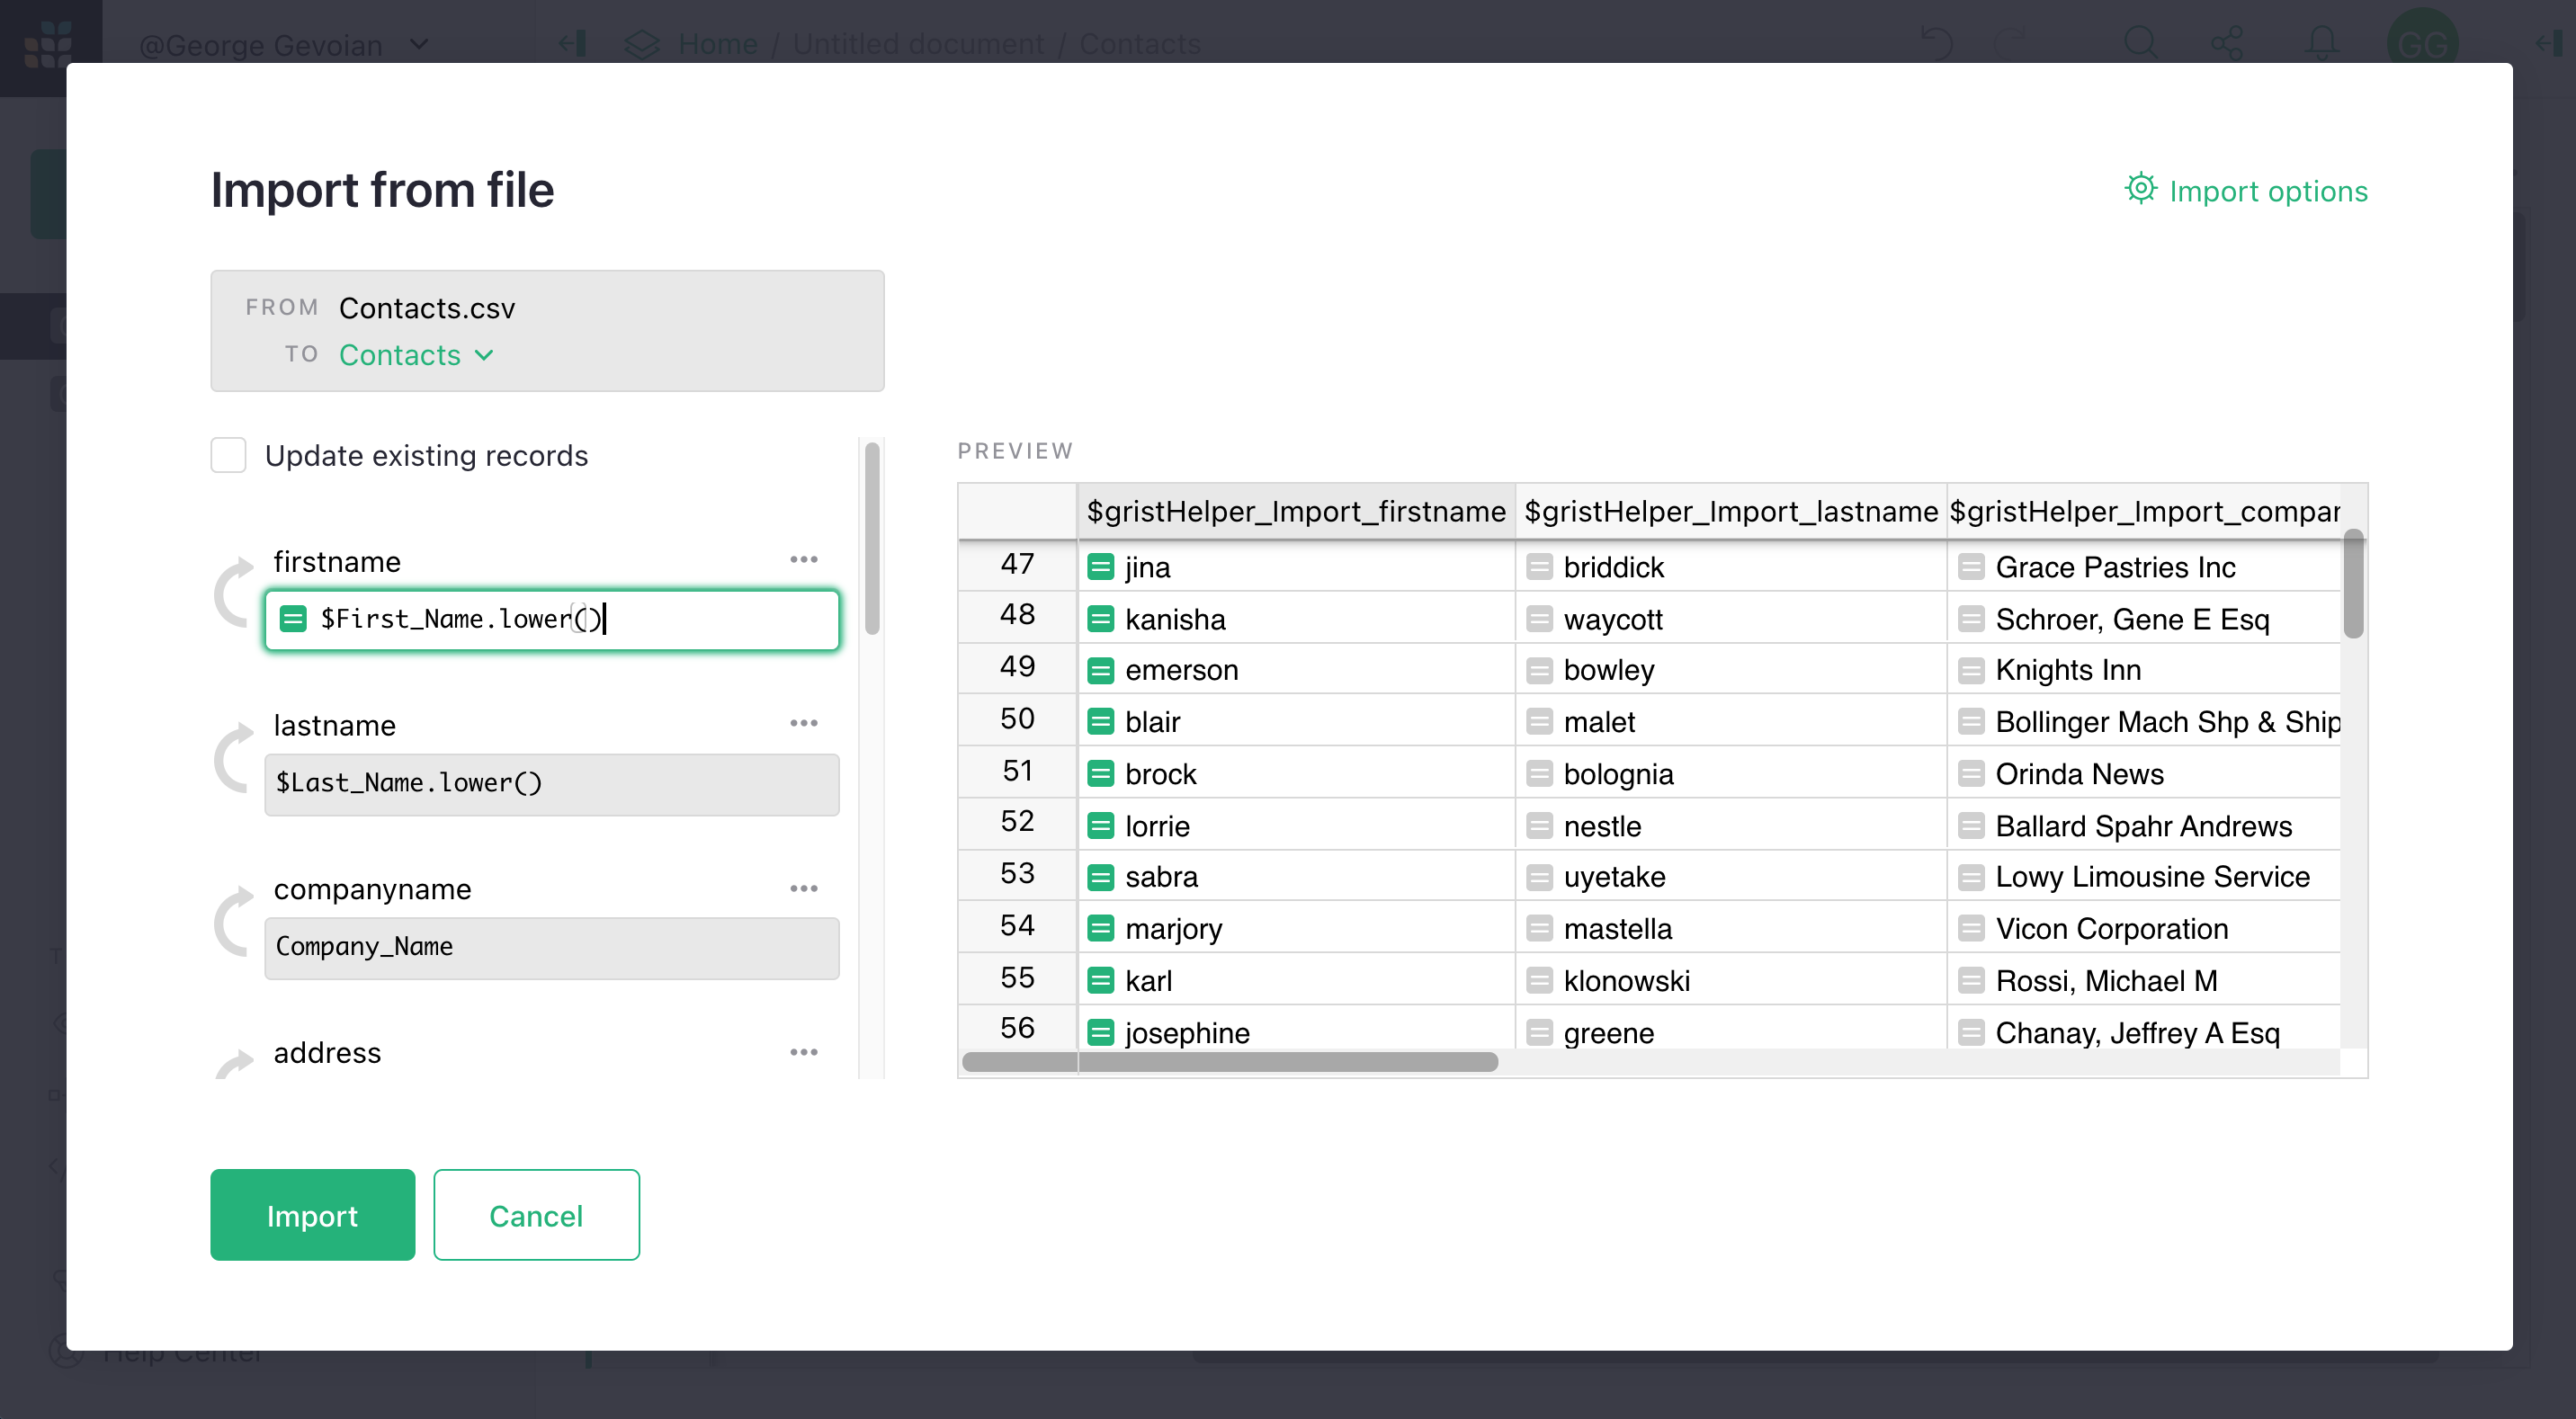 @George Gevoian
Home / Untitled document / Contacts
GG
Import from file
Import options
FROM Contacts.csv
TO Contacts
Update existing records
firstname
$First_Name.lower()
lastname
$Last_Name.lower()
companyname
Company_Name
address
PREVIEW
$gristHelper_Import_firstname $gristHelper_Import_lastname $gristHelper_Import_compar
47 jina briddick Grace Pastries Inc
48 kanisha waycott Schroer, Gene E Esq
49 emerson bowley Knights Inn
50 blair malet Bollinger Mach Shp & Ship
51 brock bolognia Orinda News
52 lorrie nestle Ballard Spahr Andrews
53 sabra uyetake Lowy Limousine Service
54 marjory mastella Vicon Corporation
55 karl klonowski Rossi, Michael M
56 josephine greene Chanay, Jeffrey A Esq
Import
Cancel
Help Center